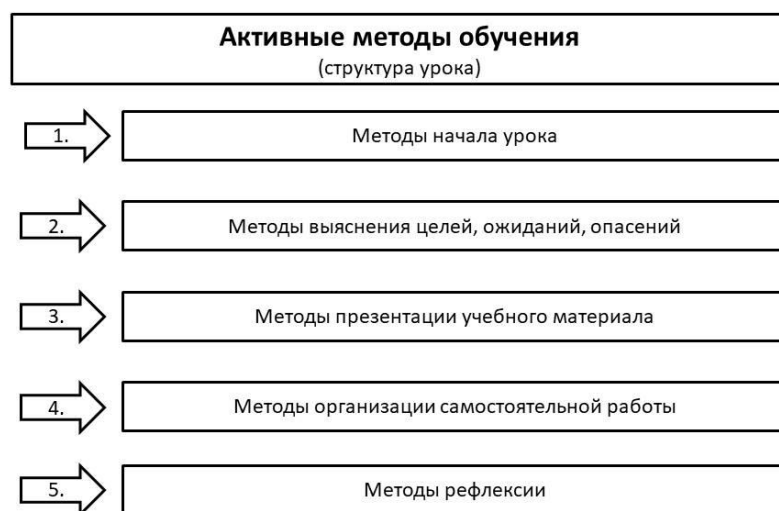 Активные методы обучения
(структура урока)
1. Методы начала урока
2. Методы выяснения целей, ожиданий, опасений
3. Методы презентации учебного материала
4. Методы организации самостоятельной работы
5. Методы рефлексии